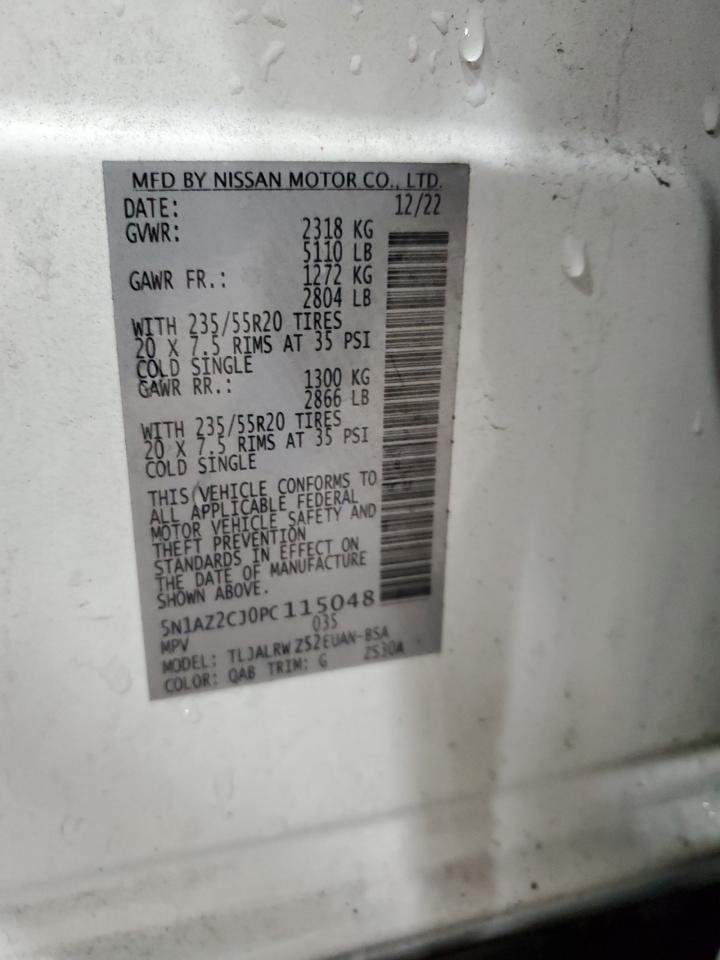 MFD BY NISSAN MOTOR CO., LTD.
DATE: 12/22
GVWR: 2318 KG
5110 LB
GAWR FR.: 1272 KG
2804 LB
WITH 235/55R20 TIRES
20 X 7.5 RIMS AT 35 PSI
COLD SINGLE
GAWR RR.: 1300 KG
2866 LB
WITH 235/55R20 TIRES
20 X 7.5 RIMS AT 35 PSI
COLD SINGLE
THIS VEHICLE CONFORMS TO
ALL APPLICABLE FEDERAL
MOTOR VEHICLE SAFETY AND
THEFT PREVENTION
STANDARDS IN EFFECT ON
THE DATE OF MANUFACTURE
SHOWN ABOVE.
5N1AZ2CJ0PC115048
MPV 035
MODEL: TLJALRW Z52EUAN-BSA
COLOR: QAB TRIM: G Z530A